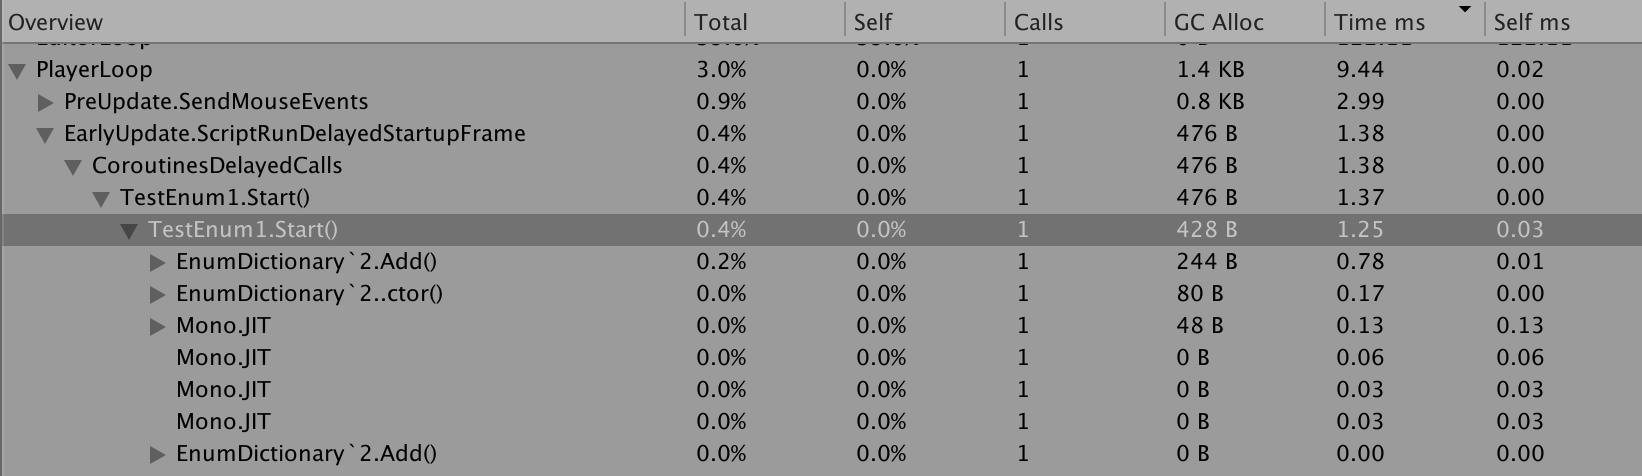 Overview Total Self Calls GC Alloc Time ms Self ms
PlayerLoop 3.0% 0.0% 1 1.4 KB 9.44 0.02
PreUpdate.SendMouseEvents 0.9% 0.0% 1 0.8 KB 2.99 0.00
EarlyUpdate.ScriptRunDelayedStartupFrame 0.4% 0.0% 1 476 B 1.38 0.00
CoroutinesDelayedCalls 0.4% 0.0% 1 476 B 1.38 0.00
TestEnum1.Start() 0.4% 0.0% 1 476 B 1.37 0.00
TestEnum1.Start() 0.4% 0.0% 1 428 B 1.25 0.03
EnumDictionary`2.Add() 0.2% 0.0% 1 244 B 0.78 0.01
EnumDictionary`2..ctor() 0.0% 0.0% 1 80 B 0.17 0.00
Mono.JIT 0.0% 0.0% 1 48 B 0.13 0.13
Mono.JIT 0.0% 0.0% 1 0 B 0.06 0.06
Mono.JIT 0.0% 0.0% 1 0 B 0.03 0.03
Mono.JIT 0.0% 0.0% 1 0 B 0.03 0.03
EnumDictionary`2.Add() 0.0% 0.0% 1 0 B 0.00 0.00